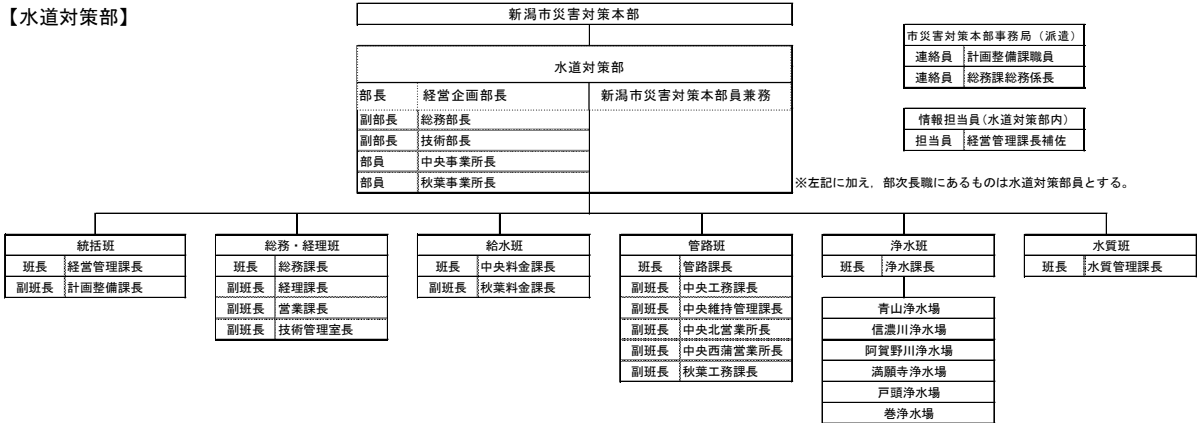 【水道対策部】
新潟市災害対策本部
水道対策部
部長 経営企画部長 新潟市災害対策本部員兼務
副部長 総務部長
副部長 技術部長
部員 中央事業所長
部員 秋葉事業所長
市災害対策本部事務局（派遣）
連絡員 計画整備課職員
連絡員 総務課総務係長
情報担当員（水道対策部内）
担当員 経営管理課長補佐
※左記に加え，部次長職にあるものは水道対策部員とする。
統括班
班長 経営管理課長
副班長 計画整備課長
総務・経理班
班長 総務課長
副班長 経理課長
副班長 営業課長
副班長 技術管理室長
給水班
班長 中央料金課長
副班長 秋葉料金課長
管路班
班長 管路課長
副班長 中央工務課長
副班長 中央維持管理課長
副班長 中央北営業所長
副班長 中央西蒲営業所長
副班長 秋葉工務課長
浄水班
班長 浄水課長
青山浄水場
信濃川浄水場
阿賀野川浄水場
満願寺浄水場
戸頭浄水場
巻浄水場
水質班
班長 水質管理課長